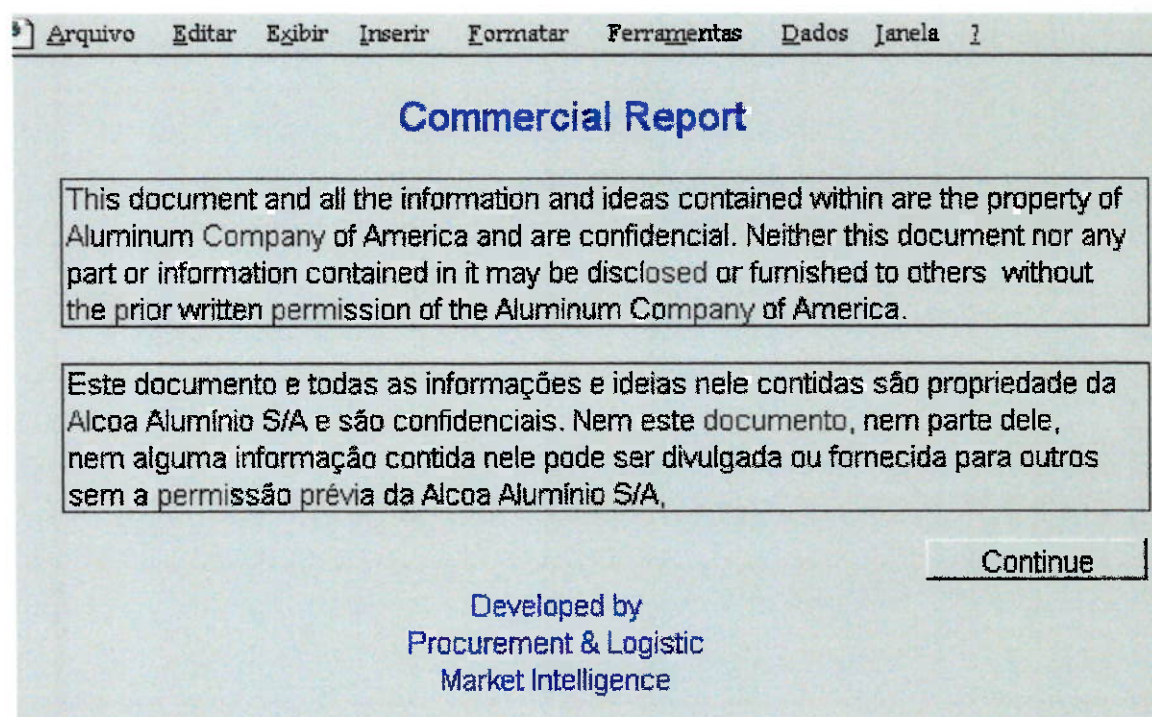 Arquivo Editar Exibir Inserir Formatar Ferramentas Dados Janela ?
Commercial Report
This document and all the information and ideas contained within are the property of
Aluminum Company of America and are confidencial. Neither this document nor any
part or information contained in it may be disclosed or furnished to others without
the prior written permission of the Aluminum Company of America.
Este documento e todas as informações e ideias nele contidas são propriedade da
Alcoa Alumínio S/A e são confidenciais. Nem este documento, nem parte dele,
nem alguma informação contida nele pode ser divulgada ou fornecida para outros
sem a permissão prévia da Alcoa Alumínio S/A,
Continue
Developed by
Procurement & Logistic
Market Intelligence